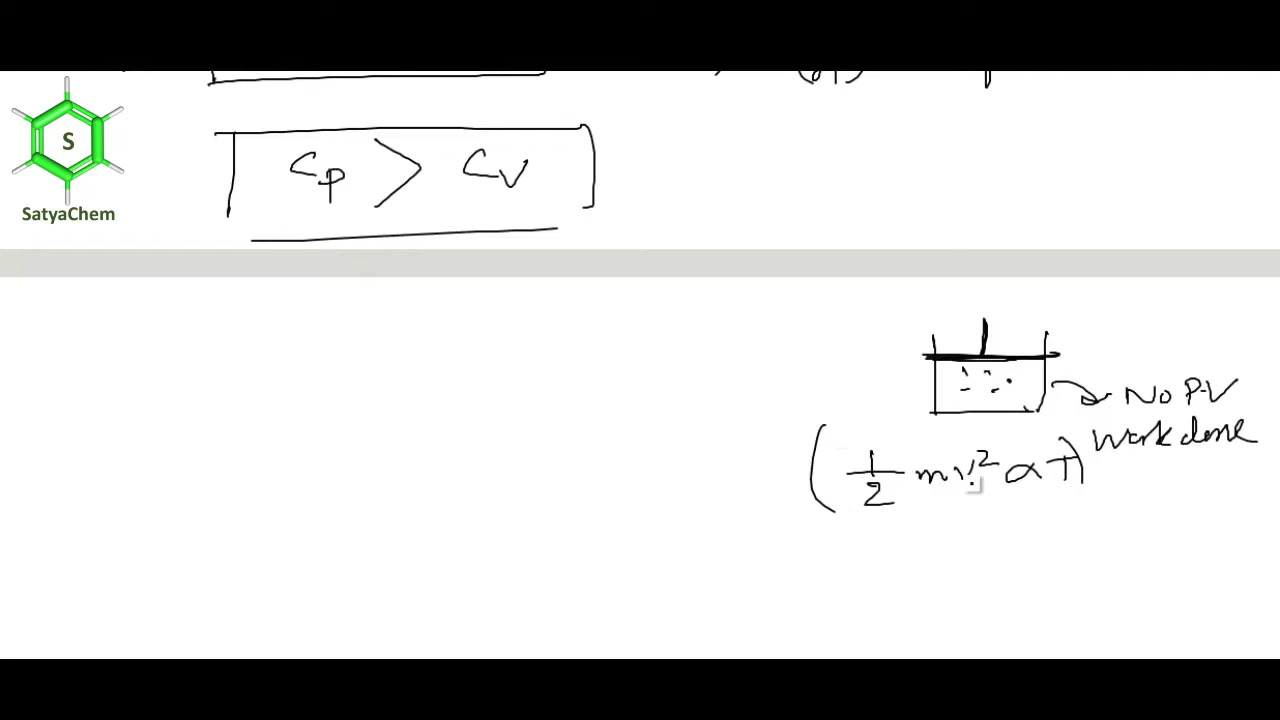 S
SatyaChem
Cp > Cv
No P-V
Work done
(1/2 mv² α T)